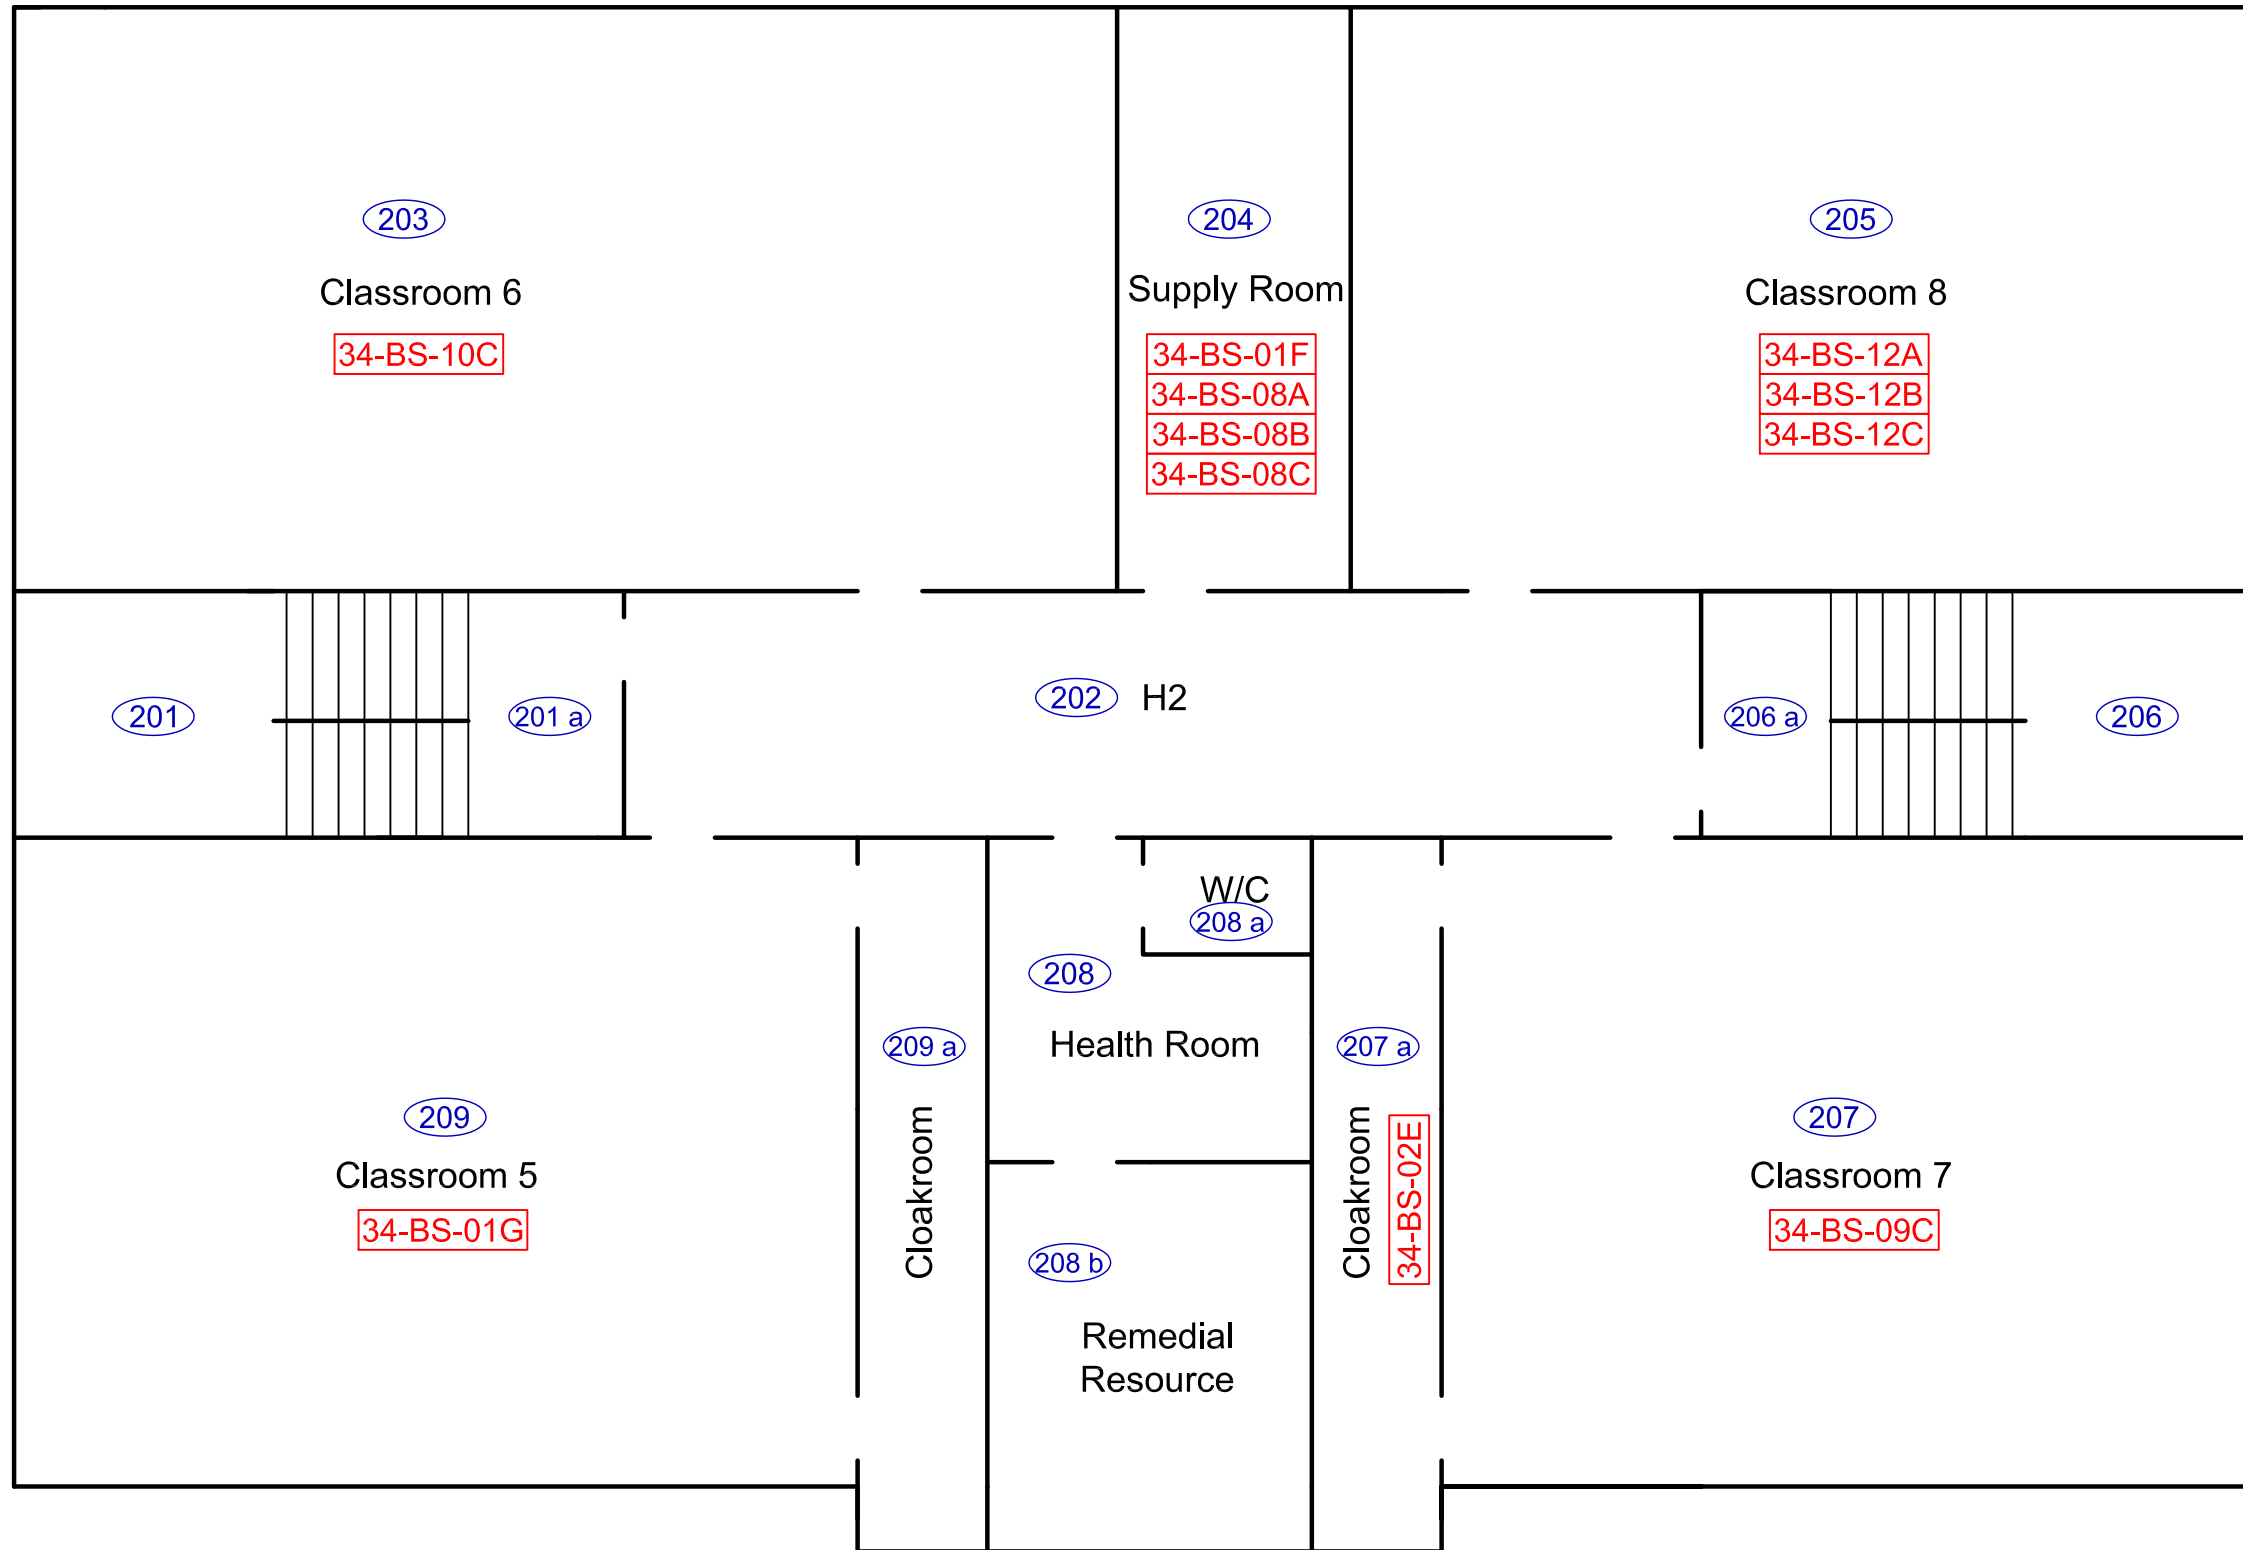 203
Classroom 6
34-BS-10C
204
Supply Room
34-BS-01F
34-BS-08A
34-BS-08B
34-BS-08C
205
Classroom 8
34-BS-12A
34-BS-12B
34-BS-12C
201
201 a
202 H2
206 a
206
W/C
208 a
208
Health Room
209 a
Cloakroom
207 a
Cloakroom
34-BS-02E
209
Classroom 5
34-BS-01G
207
Classroom 7
34-BS-09C
208 b
Remedial
Resource